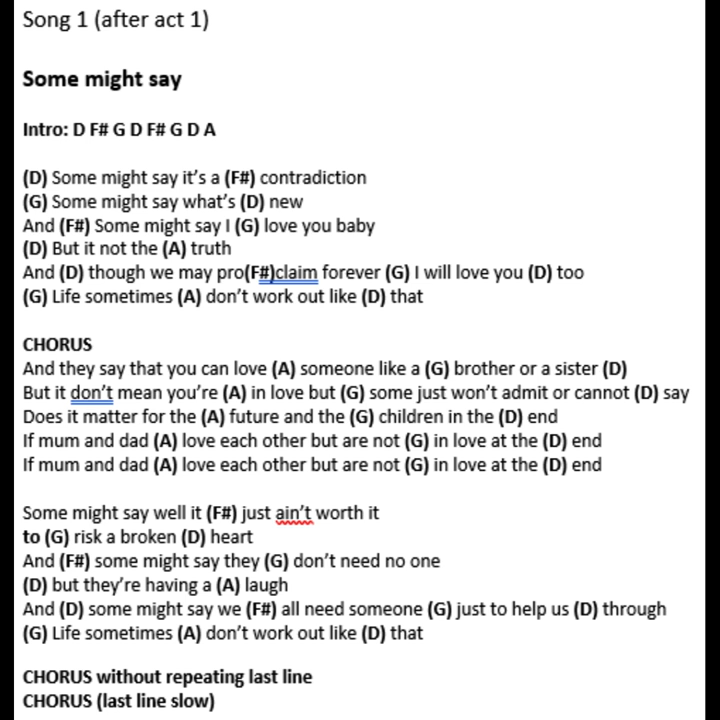 Song 1 (after act 1)
Some might say
Intro: D F# G D F# G D A
(D) Some might say it's a (F#) contradiction
(G) Some might say what's (D) new
And (F#) Some might say I (G) love you baby
(D) But it not the (A) truth
And (D) though we may pro(F#)claim forever (G) I will love you (D) too
(G) Life sometimes (A) don't work out like (D) that
CHORUS
And they say that you can love (A) someone like a (G) brother or a sister (D)
But it don't mean you're (A) in love but (G) some just won't admit or cannot (D) say
Does it matter for the (A) future and the (G) children in the (D) end
If mum and dad (A) love each other but are not (G) in love at the (D) end
If mum and dad (A) love each other but are not (G) in love at the (D) end
Some might say well it (F#) just ain't worth it
to (G) risk a broken (D) heart
And (F#) some might say they (G) don't need no one
(D) but they're having a (A) laugh
And (D) some might say we (F#) all need someone (G) just to help us (D) through
(G) Life sometimes (A) don't work out like (D) that
CHORUS without repeating last line
CHORUS (last line slow)